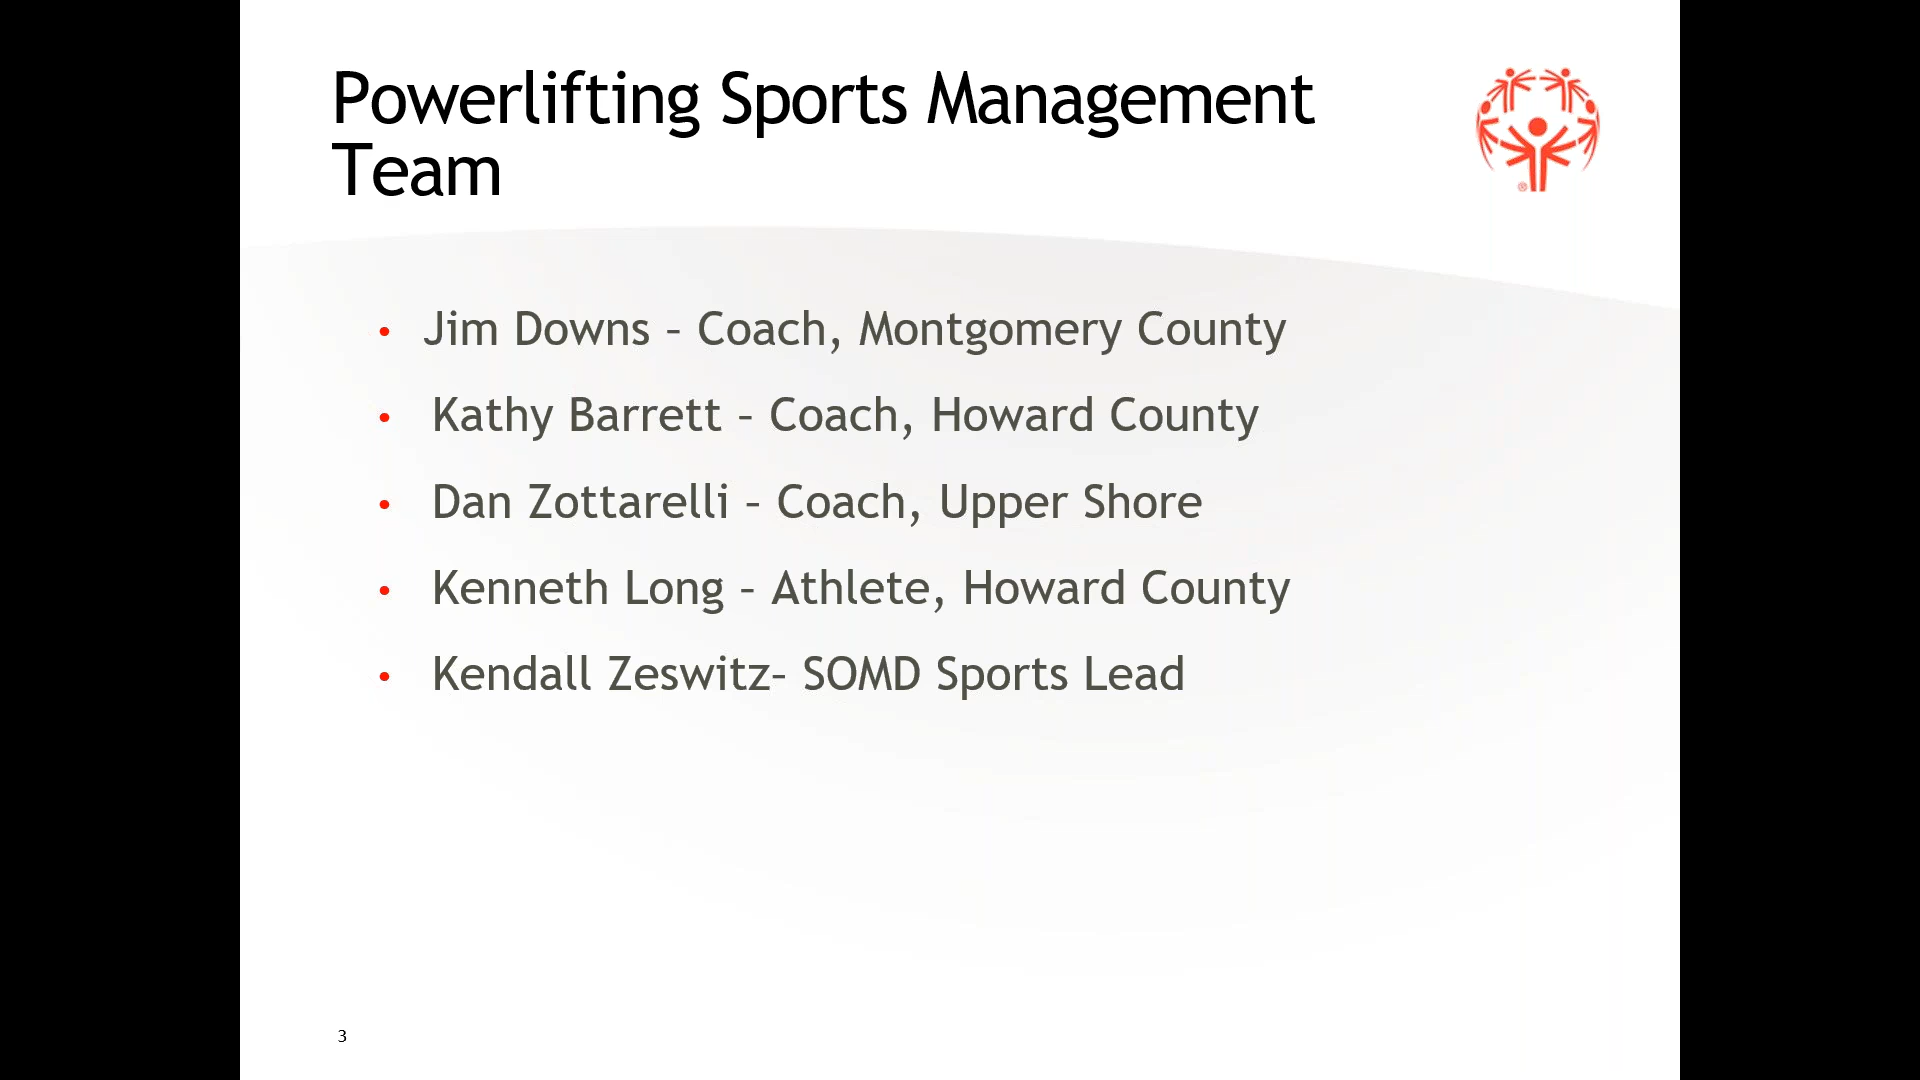 Powerlifting Sports Management
Team
• Jim Downs – Coach, Montgomery County
• Kathy Barrett – Coach, Howard County
• Dan Zottarelli – Coach, Upper Shore
• Kenneth Long – Athlete, Howard County
• Kendall Zeswitz– SOMD Sports Lead
®
3